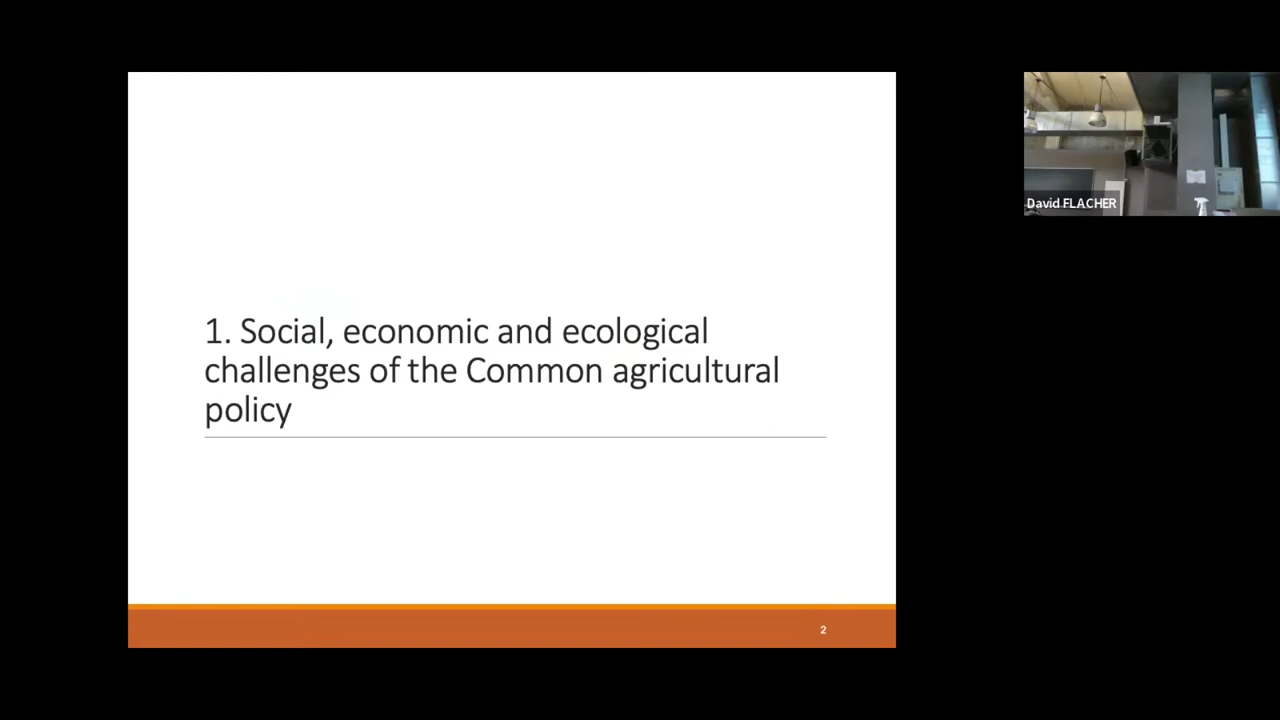 1. Social, economic and ecological
challenges of the Common agricultural
policy
2
David FLACHER